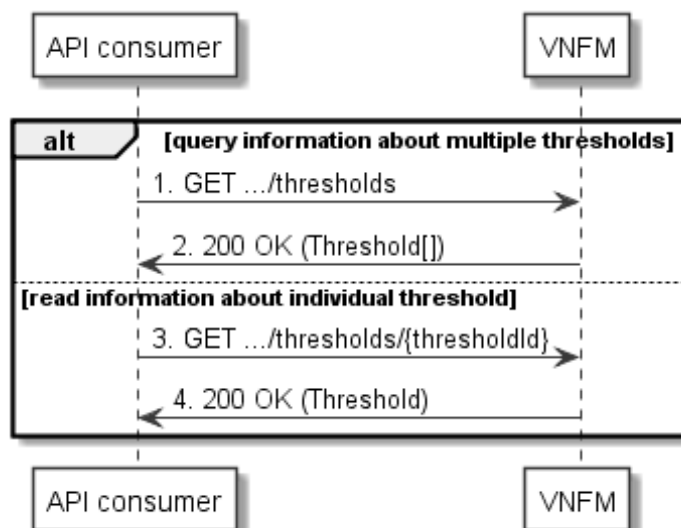 API consumer VNFM
alt [query information about multiple thresholds]
1. GET .../thresholds
2. 200 OK (Threshold[])
[read information about individual threshold]
3. GET .../thresholds/{thresholdId}
4. 200 OK (Threshold)
API consumer VNFM